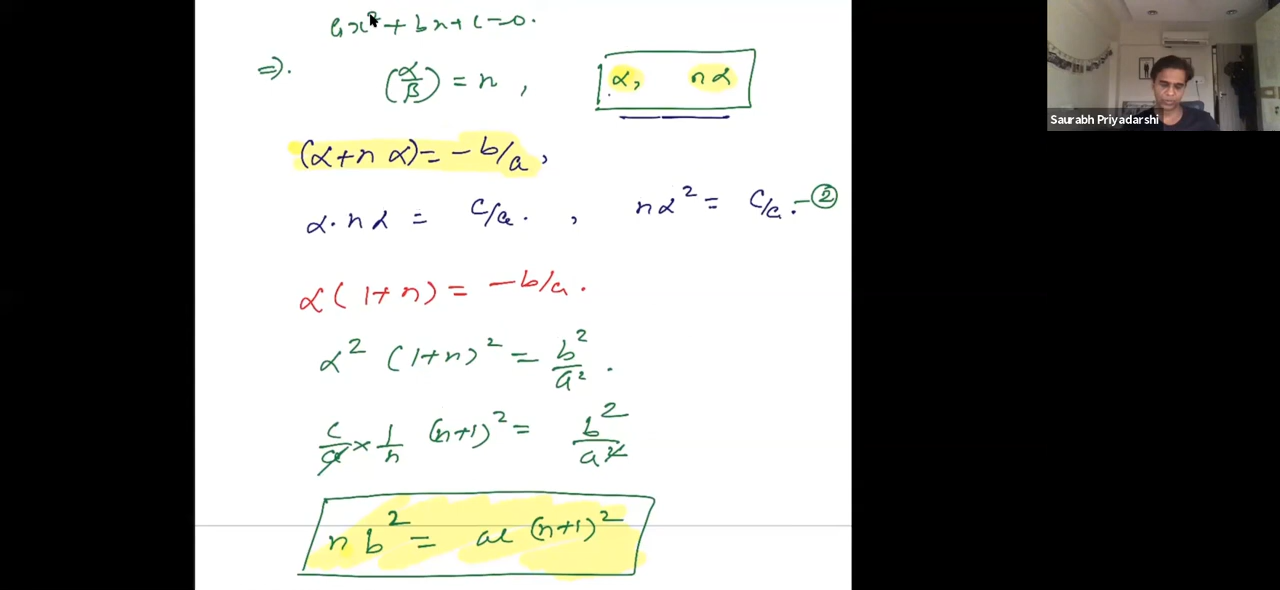 ax²+bx+c=0.
⇒). (α/β) = n , α, nα
(α+n α)= -b/a,
α·nα = c/a. , nα² = c/a. -②
α(1+n) = -b/a.
α² (1+n)² = b²/a² .
c/a × 1/n (n+1)² = b²/a²
n b² = ac (n+1)²
Saurabh Priyadarshi